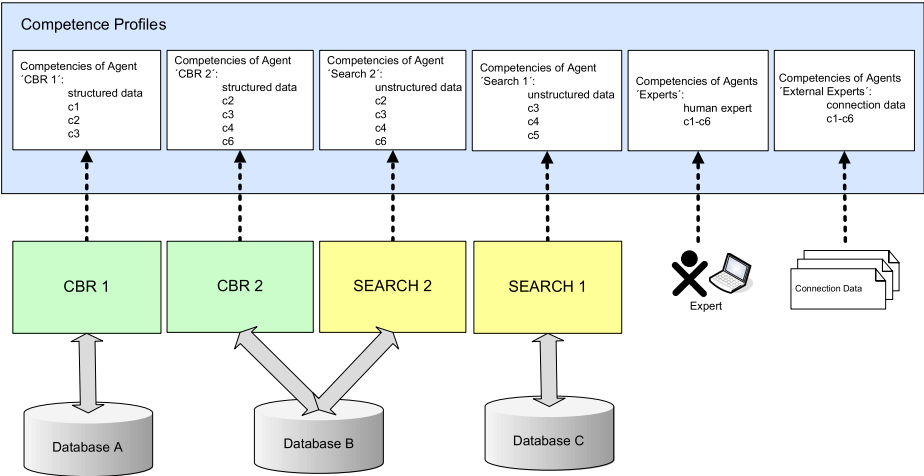 Competence Profiles
Competencies of Agent
´CBR 1´:
structured data
c1
c2
c3
Competencies of Agent
´CBR 2´:
structured data
c2
c3
c4
c6
Competencies of Agent
´Search 2´:
unstructured data
c2
c3
c4
c6
Competencies of Agent
´Search 1´:
unstructured data
c3
c4
c5
Competencies of Agents
´Experts´:
human expert
c1-c6
Competencies of Agents
´External Experts´:
connection data
c1-c6
CBR 1
CBR 2
SEARCH 2
SEARCH 1
Expert
Connection Data
Database A
Database B
Database C